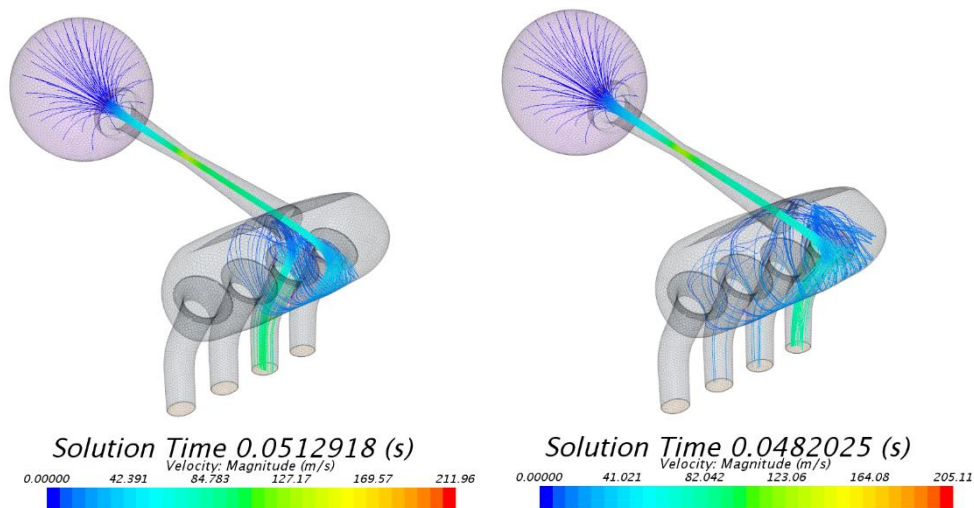 Solution Time 0.0512918 (s)
Velocity: Magnitude (m/s)
0.00000 42.391 84.783 127.17 169.57 211.96
Solution Time 0.0482025 (s)
Velocity: Magnitude (m/s)
0.00000 41.021 82.042 123.06 164.08 205.11